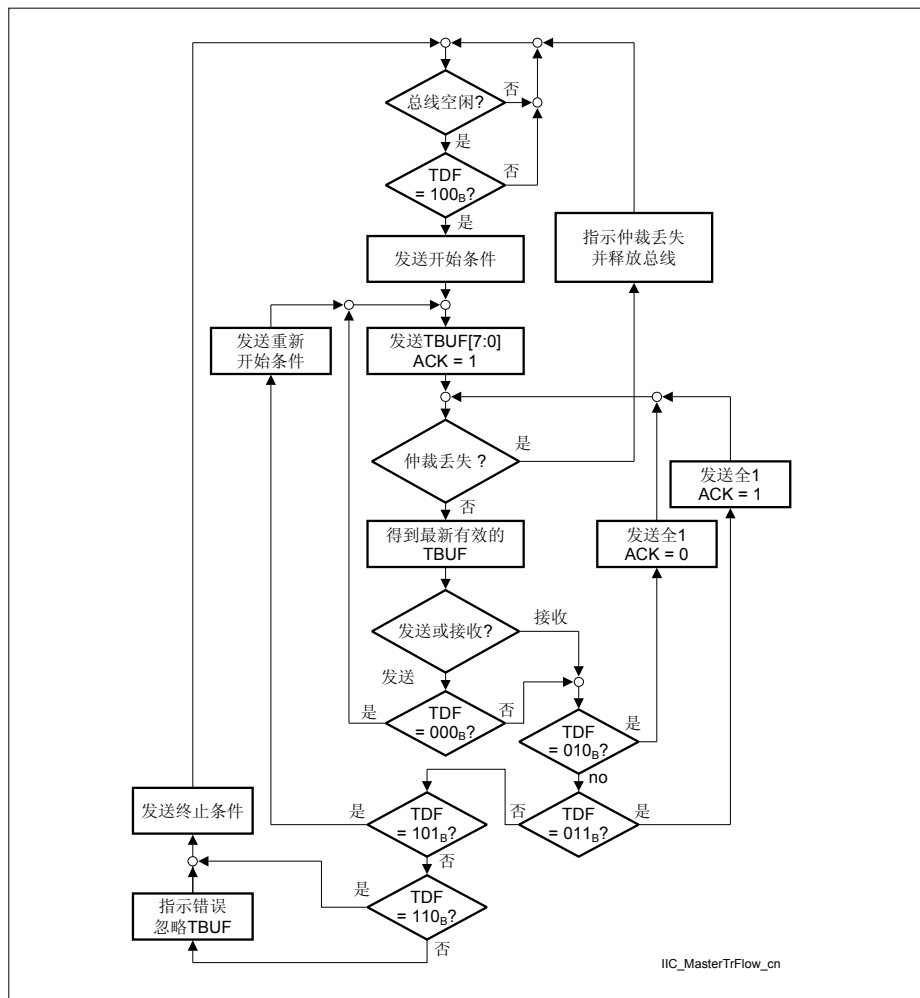 总线空闲?
否
是
TDF
= 100B?
否
是
发送开始条件
指示仲裁丢失
并释放总线
发送重新
开始条件
发送TBUF[7:0]
ACK = 1
仲裁丢失 ?
是
否
发送全1
ACK = 1
得到最新有效的
TBUF
发送全1
ACK = 0
发送或接收?
接收
发送
TDF
= 000B?
是
否
TDF
= 010B?
是
no
发送终止条件
TDF
= 101B?
是
否
TDF
= 011B?
否
是
指示错误
忽略TBUF
TDF
= 110B?
是
否
IIC_MasterTrFlow_cn